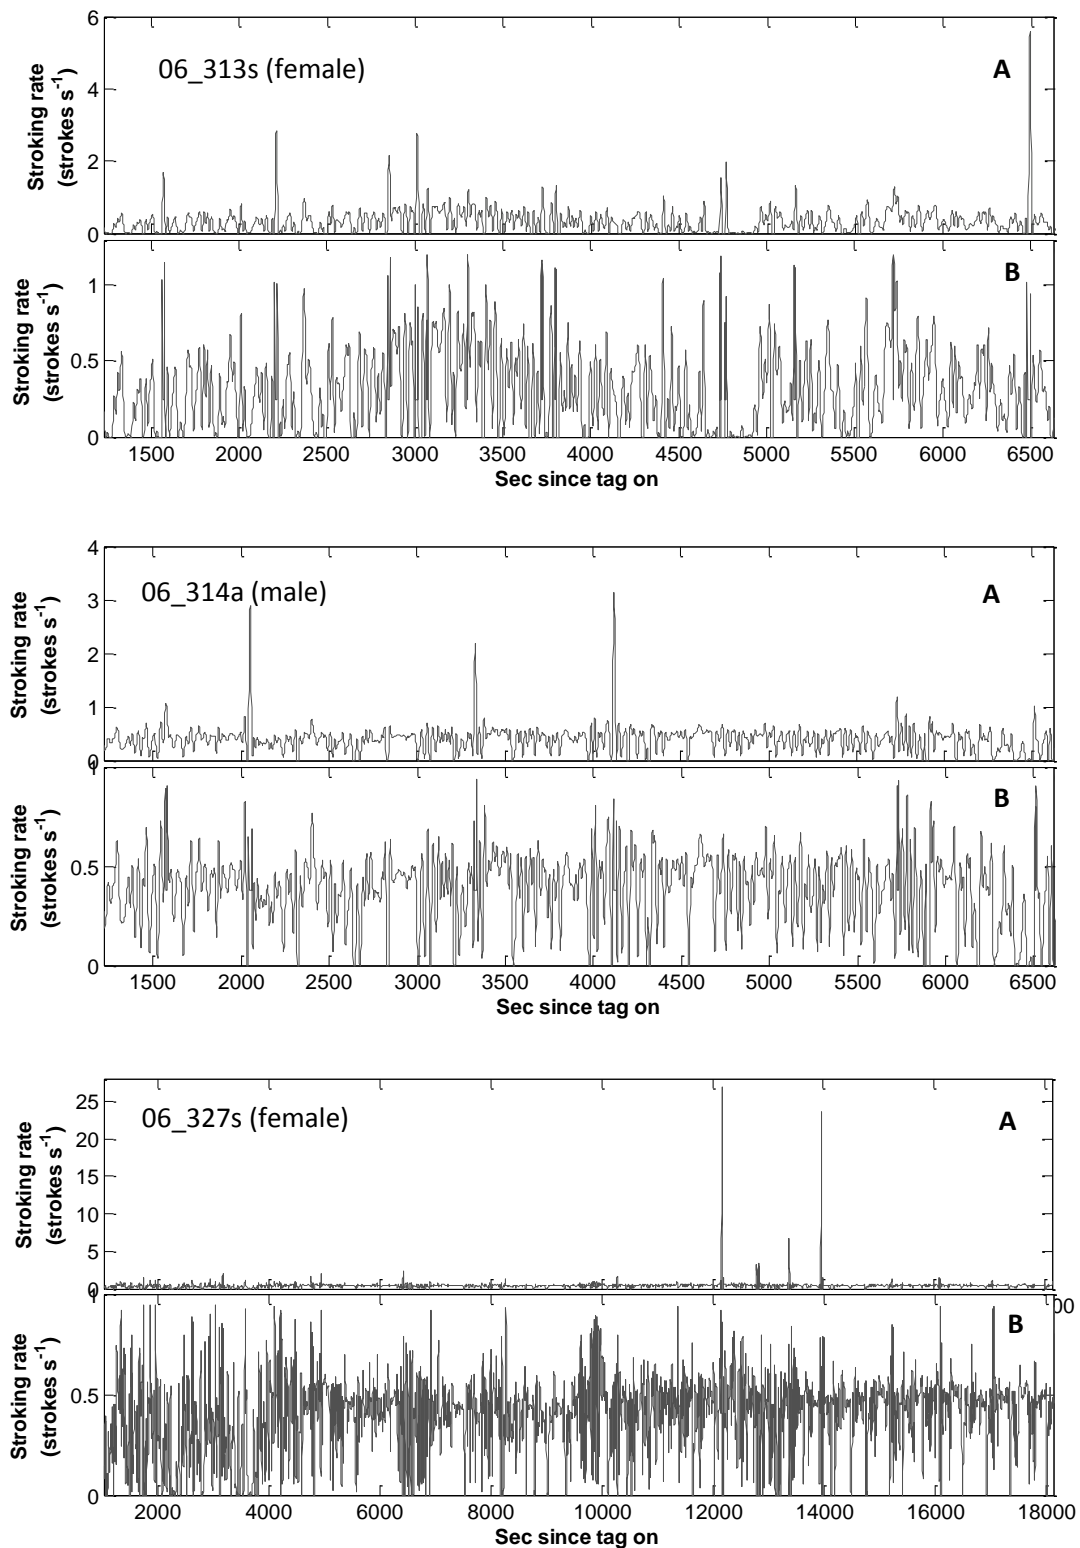 6
4
2
0
Stroking rate
(strokes s⁻¹)
06_313s (female)
A
1
0.5
0
Stroking rate
(strokes s⁻¹)
B
1500 2000 2500 3000 3500 4000 4500 5000 5500 6000 6500
Sec since tag on
4
3
2
1
0
Stroking rate
(strokes s⁻¹)
06_314a (male)
A
1
0.5
0
Stroking rate
(strokes s⁻¹)
B
1500 2000 2500 3000 3500 4000 4500 5000 5500 6000 6500
Sec since tag on
25
20
15
10
5
0
Stroking rate
(strokes s⁻¹)
06_327s (female)
A
00
1
0.5
0
Stroking rate
(strokes s⁻¹)
B
2000 4000 6000 8000 10000 12000 14000 16000 18000
Sec since tag on